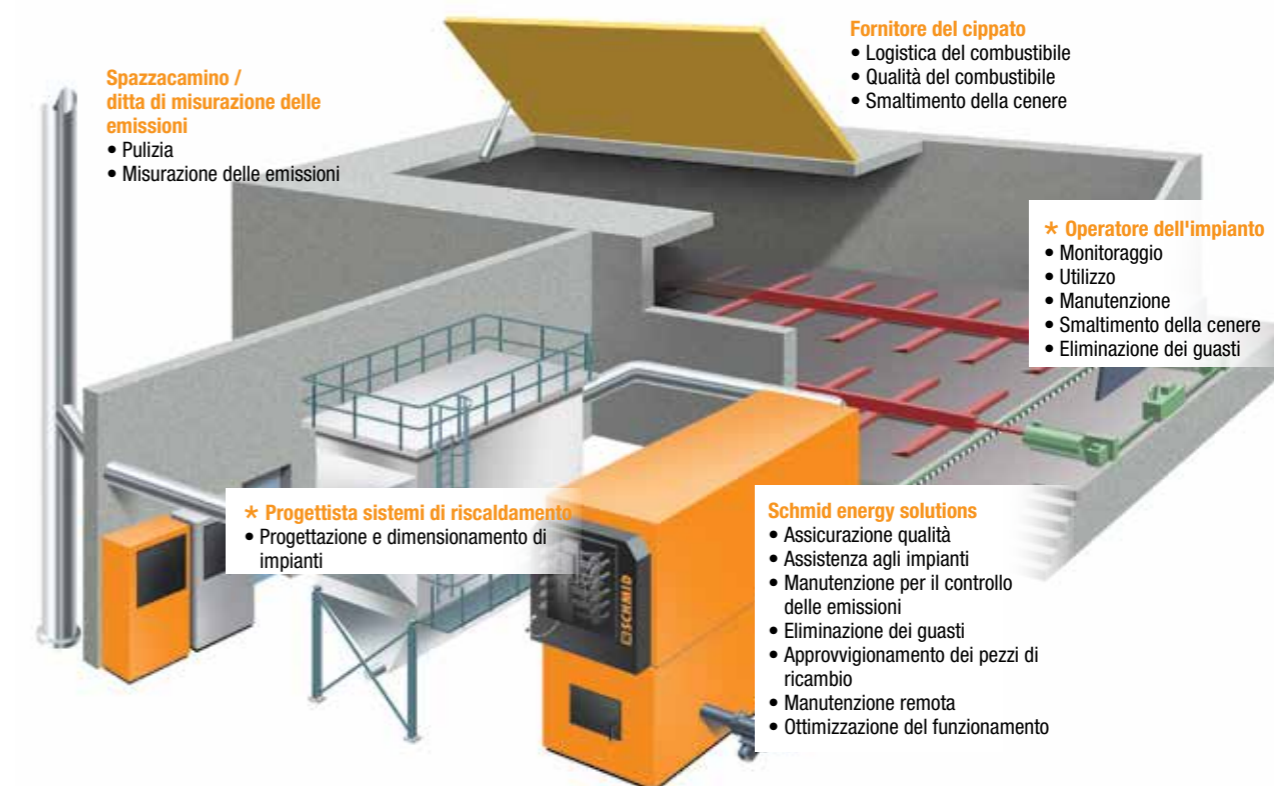 Spazzacamino /
ditta di misurazione delle
emissioni
• Pulizia
• Misurazione delle emissioni
Fornitore del cippato
• Logistica del combustibile
• Qualità del combustibile
• Smaltimento della cenere
* Operatore dell'impianto
• Monitoraggio
• Utilizzo
• Manutenzione
• Smaltimento della cenere
• Eliminazione dei guasti
* Progettista sistemi di riscaldamento
• Progettazione e dimensionamento di
impianti
SCHMID
Schmid energy solutions
• Assicurazione qualità
• Assistenza agli impianti
• Manutenzione per il controllo
delle emissioni
• Eliminazione dei guasti
• Approvvigionamento dei pezzi di
ricambio
• Manutenzione remota
• Ottimizzazione del funzionamento